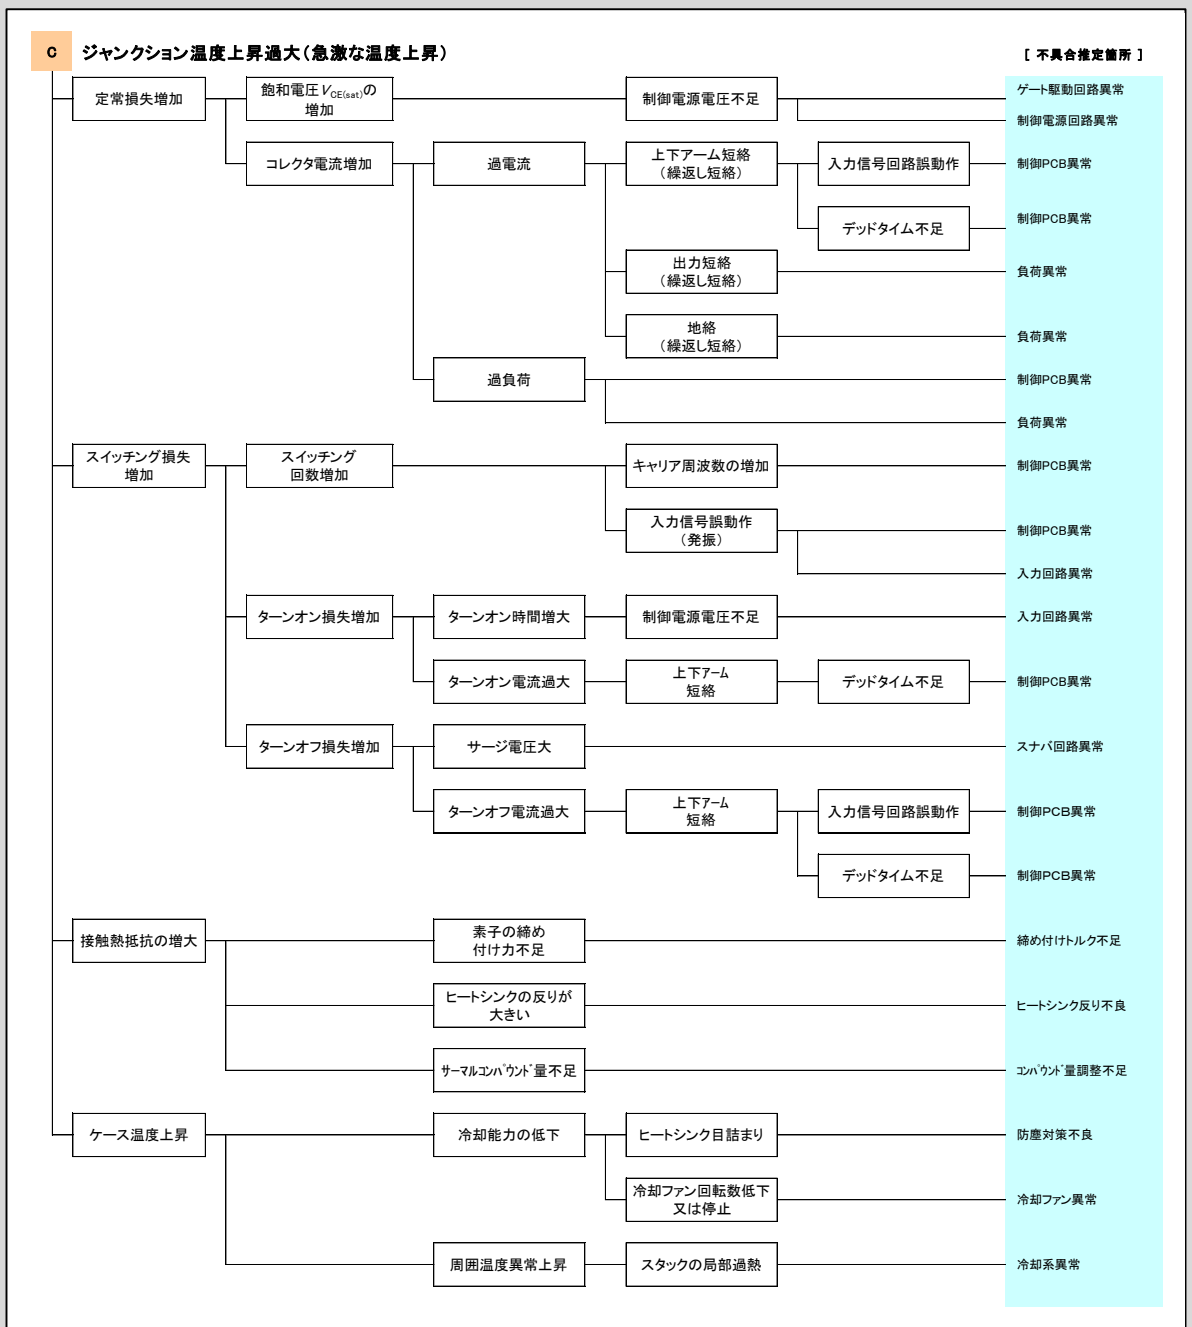 C ジャンクション温度上昇過大(急激な温度上昇)
[ 不具合推定箇所 ]
定常損失増加
飽和電圧VCE(sat)の
増加
制御電源電圧不足
ゲート駆動回路異常
制御電源回路異常
コレクタ電流増加
過電流
上下アーム短絡
(繰返し短絡)
入力信号回路誤動作
制御PCB異常
デッドタイム不足
制御PCB異常
出力短絡
(繰返し短絡)
負荷異常
地絡
(繰返し短絡)
負荷異常
過負荷
制御PCB異常
負荷異常
スイッチング損失
増加
スイッチング
回数増加
キャリア周波数の増加
制御PCB異常
入力信号誤動作
(発振)
制御PCB異常
入力回路異常
ターンオン損失増加
ターンオン時間増大
制御電源電圧不足
入力回路異常
ターンオン電流過大
上下アーム
短絡
デッドタイム不足
制御PCB異常
ターンオフ損失増加
サージ電圧大
スナバ回路異常
ターンオフ電流過大
上下アーム
短絡
入力信号回路誤動作
制御PCB異常
デッドタイム不足
制御PCB異常
接触熱抵抗の増大
素子の締め
付け力不足
締め付けトルク不足
ヒートシンクの反りが
大きい
ヒートシンク反り不良
サーマルコンパウンド量不足
コンパウンド量調整不足
ケース温度上昇
冷却能力の低下
ヒートシンク目詰まり
防塵対策不良
冷却ファン回転数低下
又は停止
冷却ファン異常
周囲温度異常上昇
スタックの局部過熱
冷却系異常